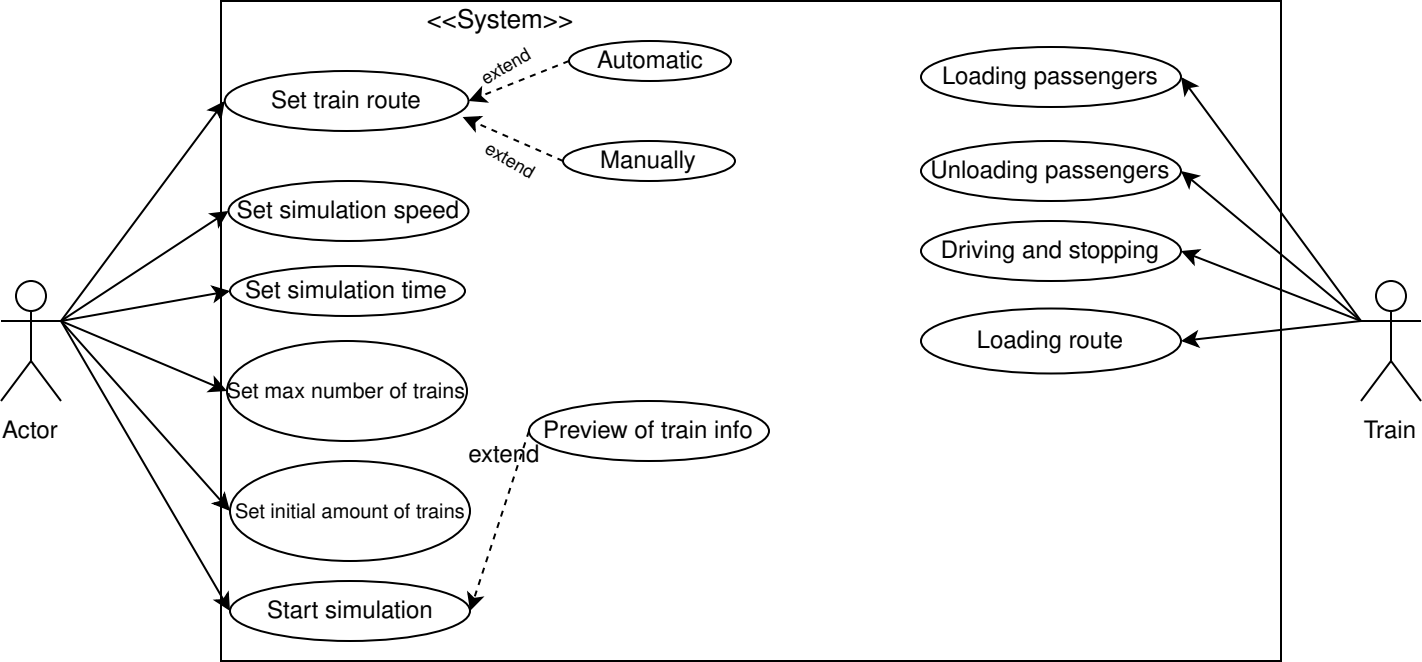 <<System>>
Automatic
extend
Set train route
extend
Manually
Set simulation speed
Set simulation time
Set max number of trains
Set initial amount of trains
Start simulation
Preview of train info
extend
Actor
Loading passengers
Unloading passengers
Driving and stopping
Loading route
Train